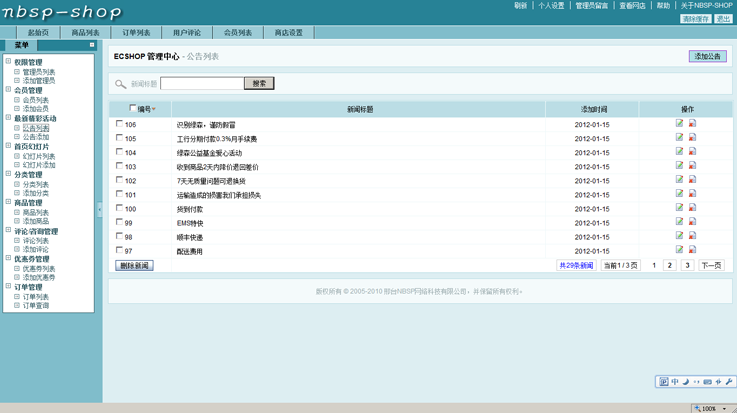 nbsp-shop
刷新 | 个人设置 | 管理员留言 | 查看网店 | 帮助 | 关于NBSP-SHOP
清除缓存 退出
起始页 商品列表 订单列表 用户评论 会员列表 商店设置
菜单
权限管理
管理员列表
添加管理员
会员管理
会员列表
添加会员
最新精彩活动
公告列表
公告添加
首页幻灯片
幻灯片列表
幻灯片添加
分类管理
分类列表
添加分类
商品管理
商品列表
添加商品
评论/咨询管理
评论列表
添加评论
优惠券管理
优惠券列表
添加优惠券
订单管理
订单列表
订单查询
ECSHOP 管理中心 - 公告列表
添加公告
新闻标题 搜索
编号 新闻标题 添加时间 操作
106 识别绿森，谨防假冒 2012-01-15
105 工行分期付款0.3%月手续费 2012-01-15
104 绿森公益基金爱心活动 2012-01-15
103 收到商品2天内降价退回差价 2012-01-15
102 7天无质量问题可退换货 2012-01-15
101 运输造成的损害我们承担损失 2012-01-15
100 货到付款 2012-01-15
99 EMS特快 2012-01-15
98 顺丰快递 2012-01-15
97 配送费用 2012-01-15
删除新闻 共29条新闻 当前1/3页 1 2 3 下一页
版权所有 © 2005-2010 邢台NBSP网络科技有限公司，并保留所有权利。
中
100%